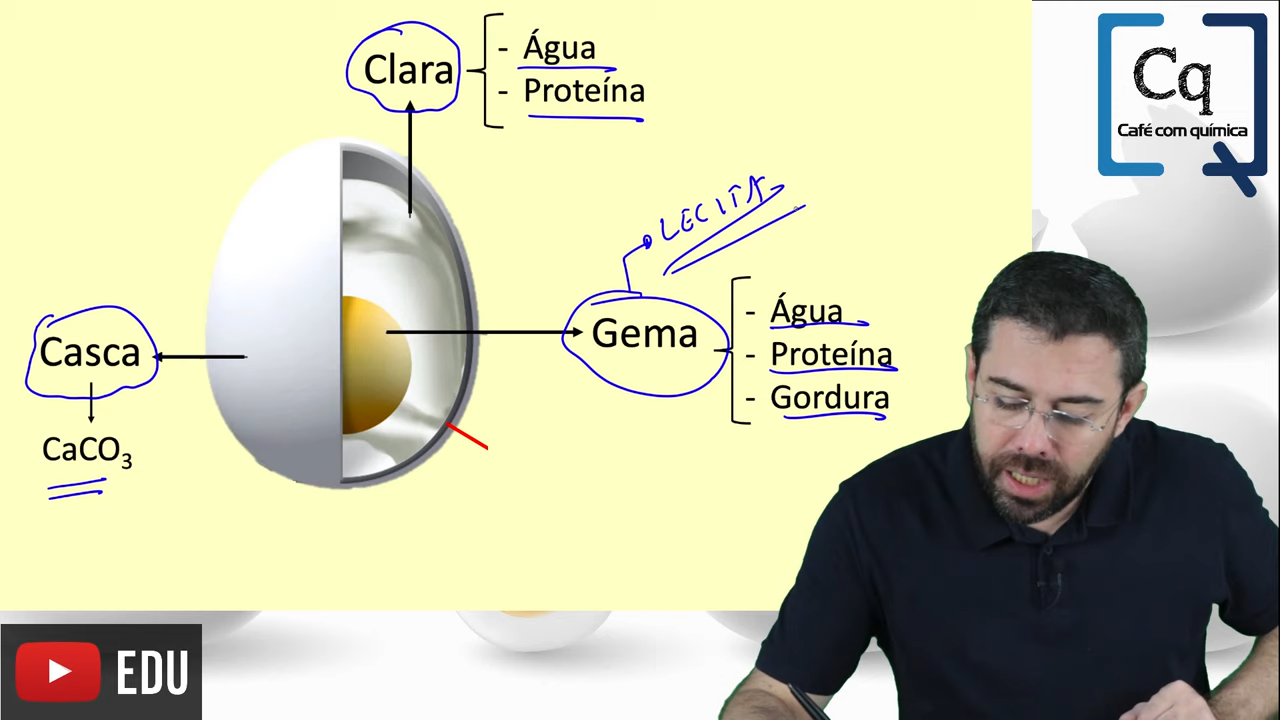 Clara
- Água
- Proteína
Cq
Café com química
LECITA
Casca
CaCO₃
Gema
- Água
- Proteína
- Gordura
EDU